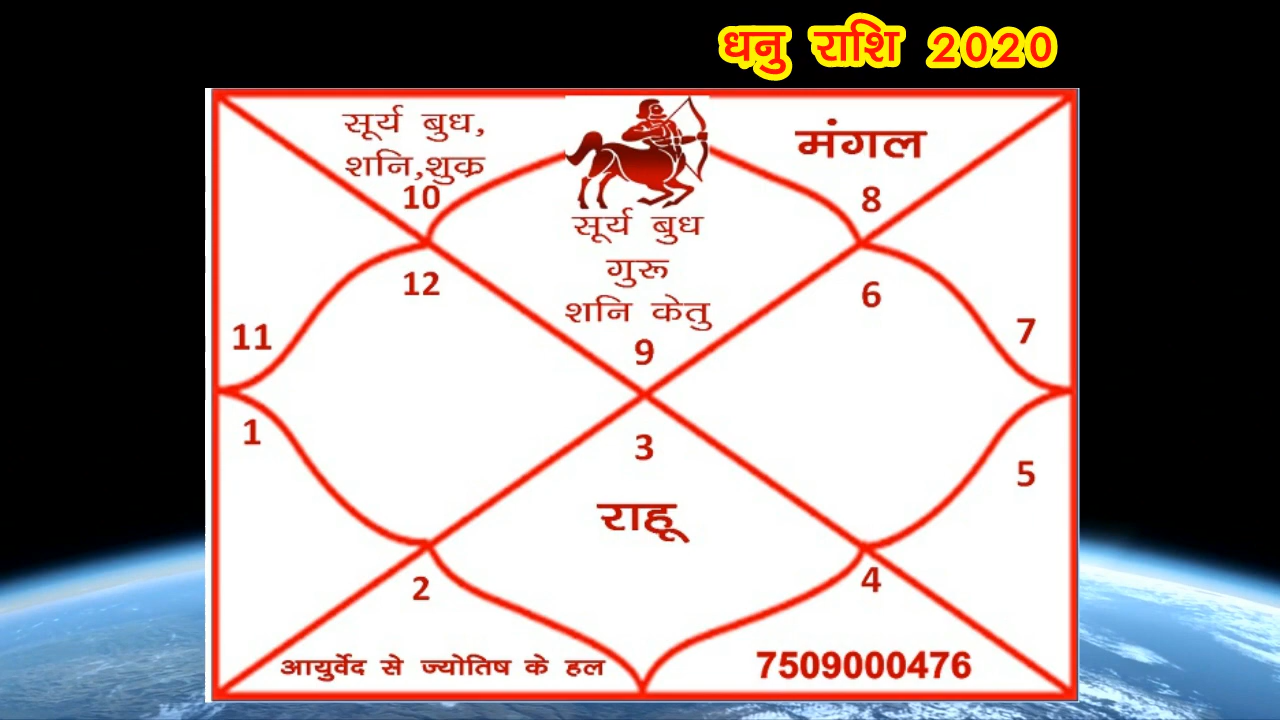 धनु राशि 2020
सूर्य बुध,
शनि,शुक्र
10
मंगल
8
सूर्य बुध
गुरू
शनि केतु
9
12
6
11
7
1
3
5
राहू
2
4
आयुर्वेद से ज्योतिष के हल
7509000476